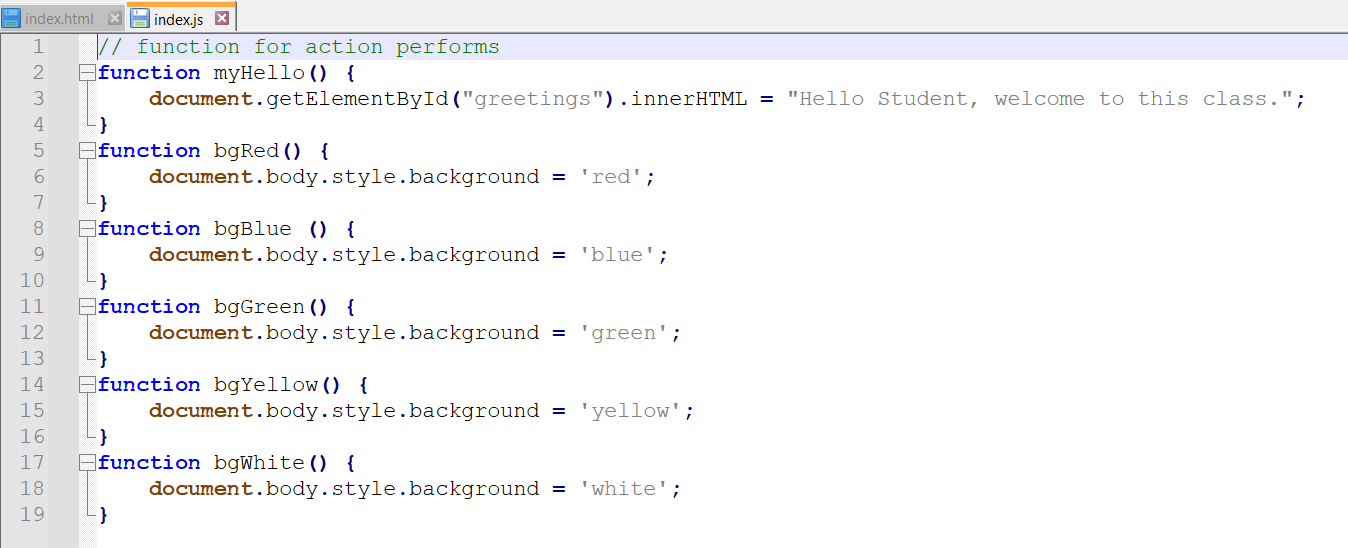 index.html index.js
1 // function for action performs
2 function myHello() {
3 document.getElementById("greetings").innerHTML = "Hello Student, welcome to this class.";
4 }
5 function bgRed() {
6 document.body.style.background = 'red';
7 }
8 function bgBlue () {
9 document.body.style.background = 'blue';
10 }
11 function bgGreen() {
12 document.body.style.background = 'green';
13 }
14 function bgYellow() {
15 document.body.style.background = 'yellow';
16 }
17 function bgWhite() {
18 document.body.style.background = 'white';
19 }